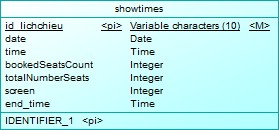 showtimes
id_lichchieu <pi> Variable characters (10) <M>
date Date
time Time
bookedSeatsCount Integer
totalNumberSeats Integer
screen Integer
end_time Time
IDENTIFIER_1 <pi>